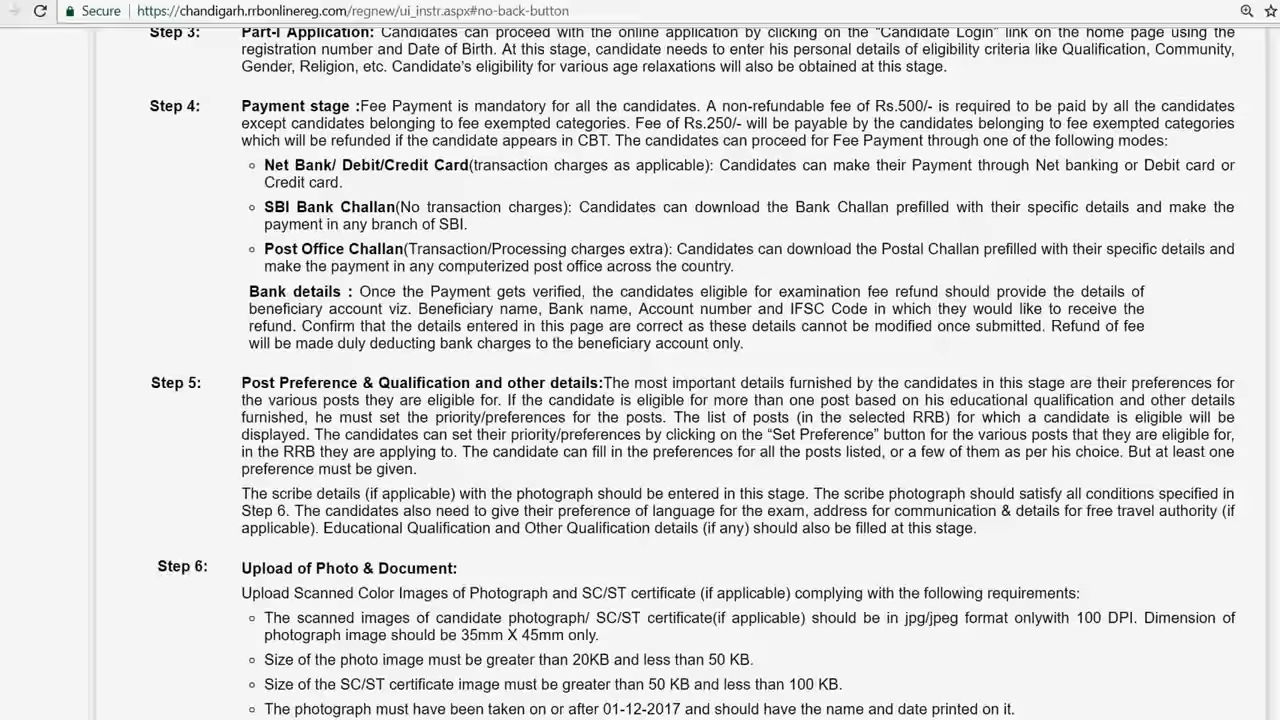 Secure https://chandigarh.rrbonlinereg.com/regnew/ui_instr.aspx#no-back-button
Step 3: Part-I Application: Candidates can proceed with the online application by clicking on the "Candidate Login" link on the home page using the
registration number and Date of Birth. At this stage, candidate needs to enter his personal details of eligibility criteria like Qualification, Community,
Gender, Religion, etc. Candidate's eligibility for various age relaxations will also be obtained at this stage.
Step 4: Payment stage :Fee Payment is mandatory for all the candidates. A non-refundable fee of Rs.500/- is required to be paid by all the candidates
except candidates belonging to fee exempted categories. Fee of Rs.250/- will be payable by the candidates belonging to fee exempted categories
which will be refunded if the candidate appears in CBT. The candidates can proceed for Fee Payment through one of the following modes:
Net Bank/ Debit/Credit Card(transaction charges as applicable): Candidates can make their Payment through Net banking or Debit card or
Credit card.
SBI Bank Challan(No transaction charges): Candidates can download the Bank Challan prefilled with their specific details and make the
payment in any branch of SBI.
Post Office Challan(Transaction/Processing charges extra): Candidates can download the Postal Challan prefilled with their specific details and
make the payment in any computerized post office across the country.
Bank details : Once the Payment gets verified, the candidates eligible for examination fee refund should provide the details of
beneficiary account viz. Beneficiary name, Bank name, Account number and IFSC Code in which they would like to receive the
refund. Confirm that the details entered in this page are correct as these details cannot be modified once submitted. Refund of fee
will be made duly deducting bank charges to the beneficiary account only.
Step 5: Post Preference & Qualification and other details:The most important details furnished by the candidates in this stage are their preferences for
the various posts they are eligible for. If the candidate is eligible for more than one post based on his educational qualification and other details
furnished, he must set the priority/preferences for the posts. The list of posts (in the selected RRB) for which a candidate is eligible will be
displayed. The candidates can set their priority/preferences by clicking on the "Set Preference" button for the various posts that they are eligible for,
in the RRB they are applying to. The candidate can fill in the preferences for all the posts listed, or a few of them as per his choice. But at least one
preference must be given.
The scribe details (if applicable) with the photograph should be entered in this stage. The scribe photograph should satisfy all conditions specified in
Step 6. The candidates also need to give their preference of language for the exam, address for communication & details for free travel authority (if
applicable). Educational Qualification and Other Qualification details (if any) should also be filled at this stage.
Step 6: Upload of Photo & Document:
Upload Scanned Color Images of Photograph and SC/ST certificate (if applicable) complying with the following requirements:
The scanned images of candidate photograph/ SC/ST certificate(if applicable) should be in jpg/jpeg format onlywith 100 DPI. Dimension of
photograph image should be 35mm X 45mm only.
Size of the photo image must be greater than 20KB and less than 50 KB.
Size of the SC/ST certificate image must be greater than 50 KB and less than 100 KB.
The photograph must have been taken on or after 01-12-2017 and should have the name and date printed on it.